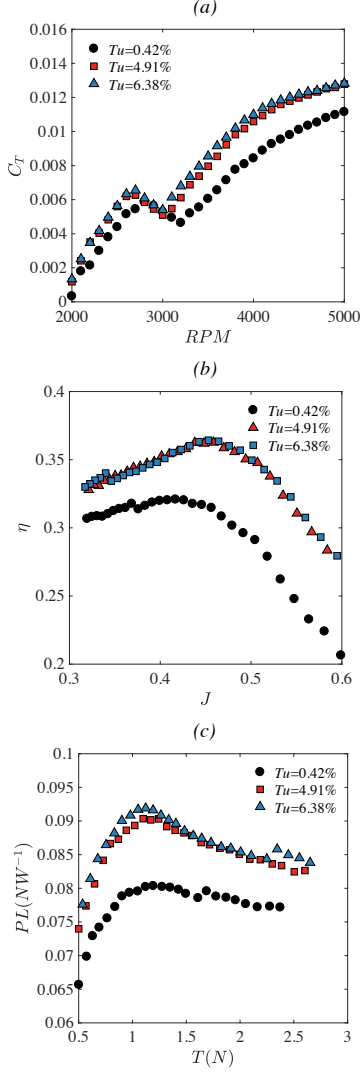 (a)
0.016
0.014
0.012
0.01
0.008
0.006
0.004
0.002
0
C_T
Tu=0.42%
Tu=4.91%
Tu=6.38%
2000 3000 4000 5000
RPM
(b)
0.4
0.35
0.3
0.25
0.2
η
Tu=0.42%
Tu=4.91%
Tu=6.38%
0.3 0.4 0.5 0.6
J
(c)
0.1
0.095
0.09
0.085
0.08
0.075
0.07
0.065
0.06
PL(NW⁻¹)
Tu=0.42%
Tu=4.91%
Tu=6.38%
0.5 1 1.5 2 2.5 3
T(N)